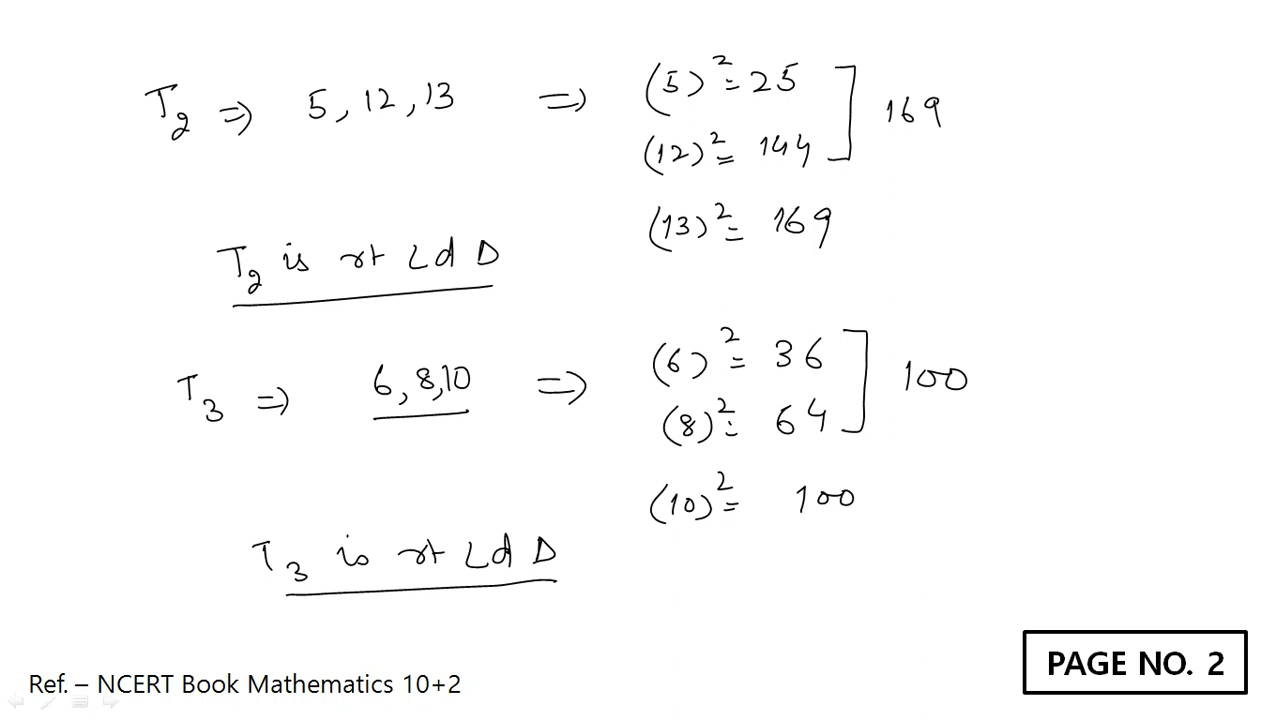 T₂ ⇒ 5, 12, 13 ⇒ (5)² = 25 ] 169
(12)² = 144
(13)² = 169
T₂ is rt ∠d Δ
T₃ ⇒ 6, 8, 10 ⇒ (6)² = 36 ] 100
(8)² = 64
(10)² = 100
T₃ is rt ∠d Δ
PAGE NO. 2
Ref. – NCERT Book Mathematics 10+2